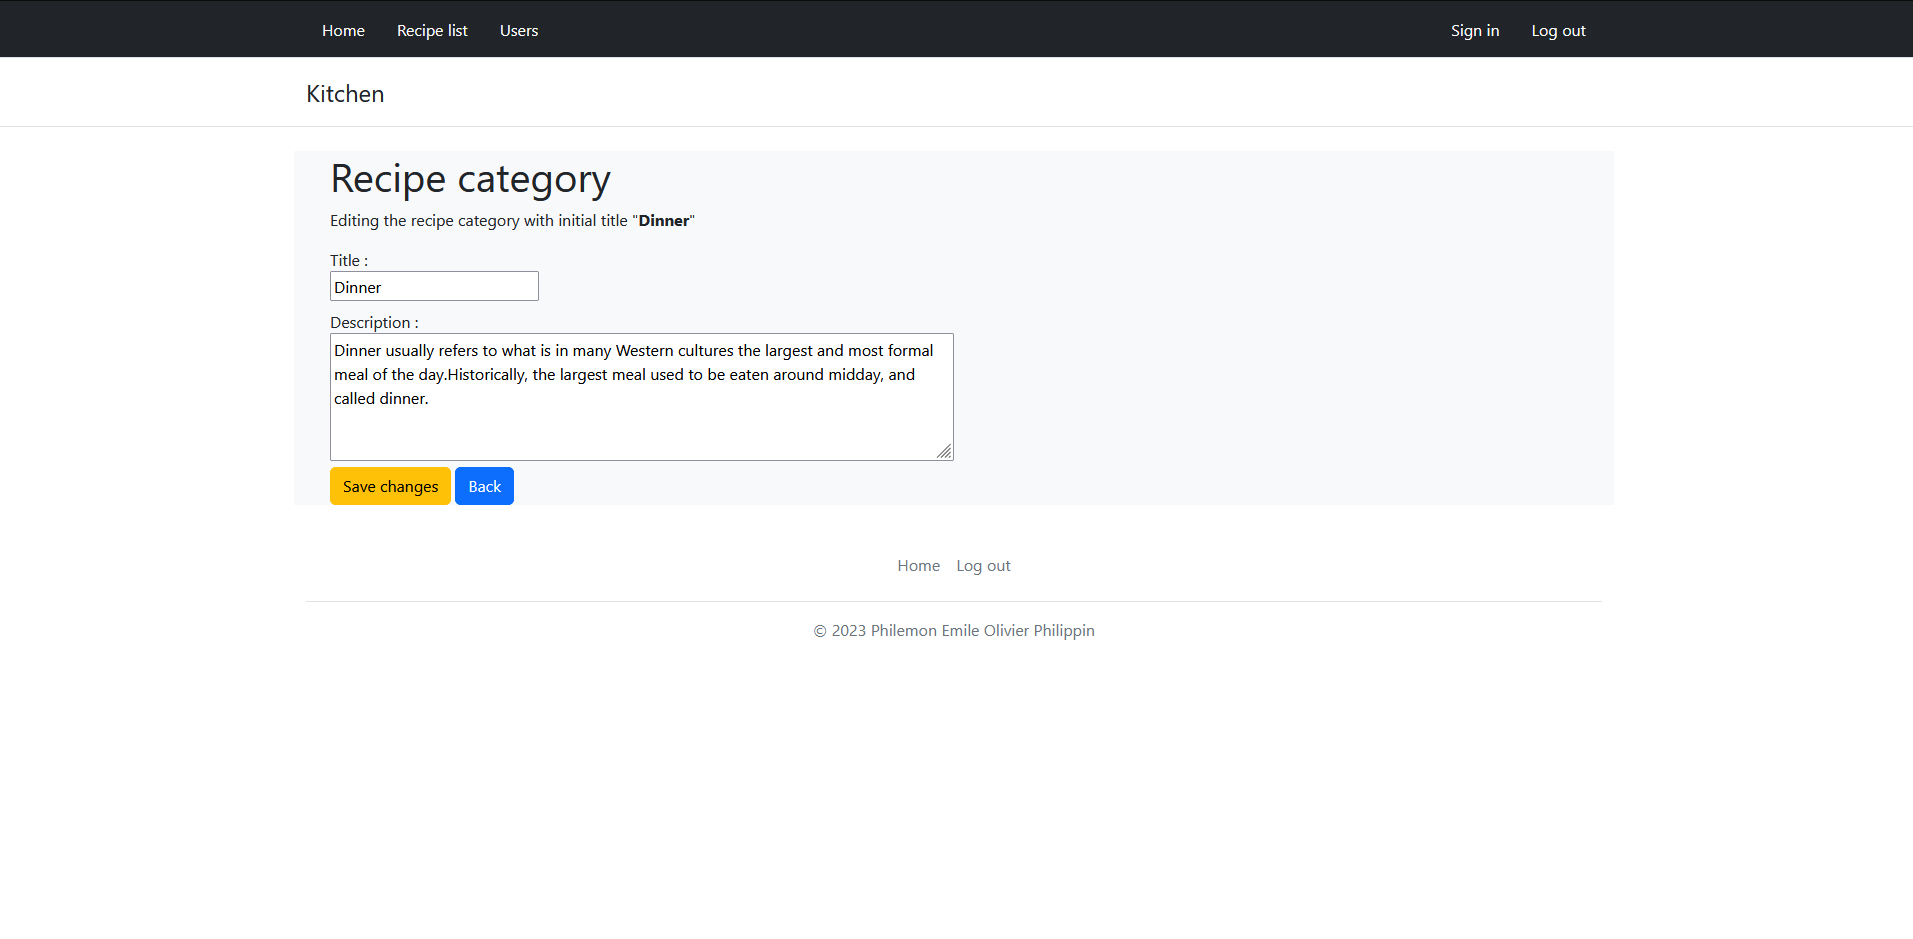 Home Recipe list Users Sign in Log out
Kitchen
Recipe category
Editing the recipe category with initial title "Dinner"
Title :
Dinner
Description :
Dinner usually refers to what is in many Western cultures the largest and most formal
meal of the day.Historically, the largest meal used to be eaten around midday, and
called dinner.
Save changes Back
Home Log out
© 2023 Philemon Emile Olivier Philippin